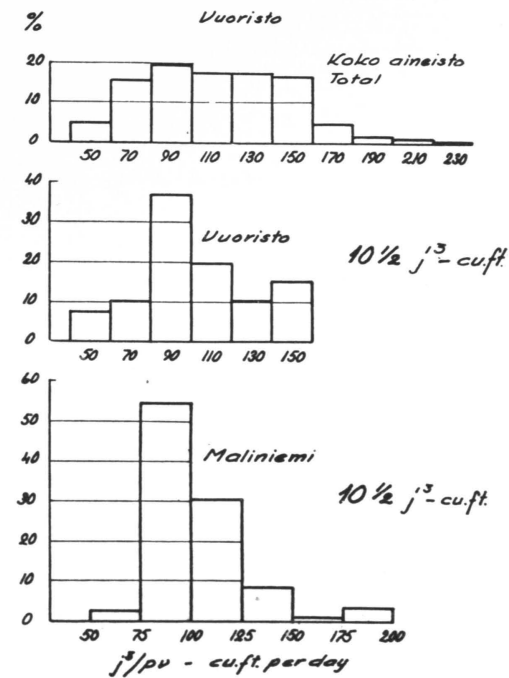 % Vuoristo
Koko aineisto
Total
20
10
0
50 70 90 110 130 150 170 190 210 230
40
30
20
10
0
Vuoristo
10 1/2 j'³ - cu.ft.
50 70 90 110 130 150
60
50
40
30
20
10
0
Maliniemi
10 1/2 j'³ - cu.ft.
50 75 100 125 150 175 200
j³/pv - cu.ft. per day